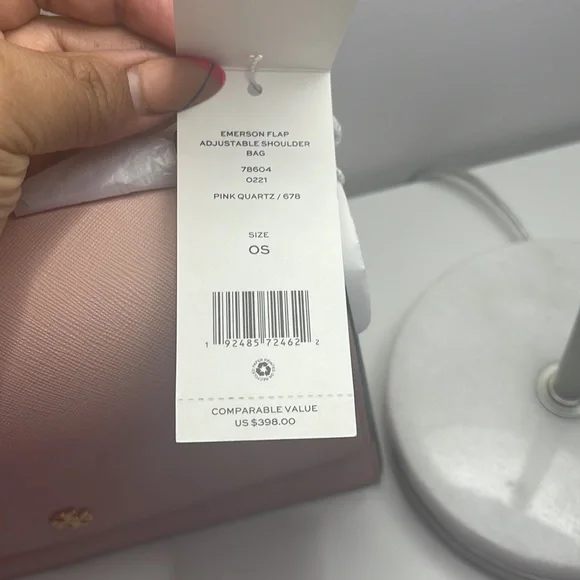 EMERSON FLAP
ADJUSTABLE SHOULDER
BAG
78604
0221
PINK QUARTZ / 678
SIZE
OS
1 92485 72462 2
COMPARABLE VALUE
US $398.00